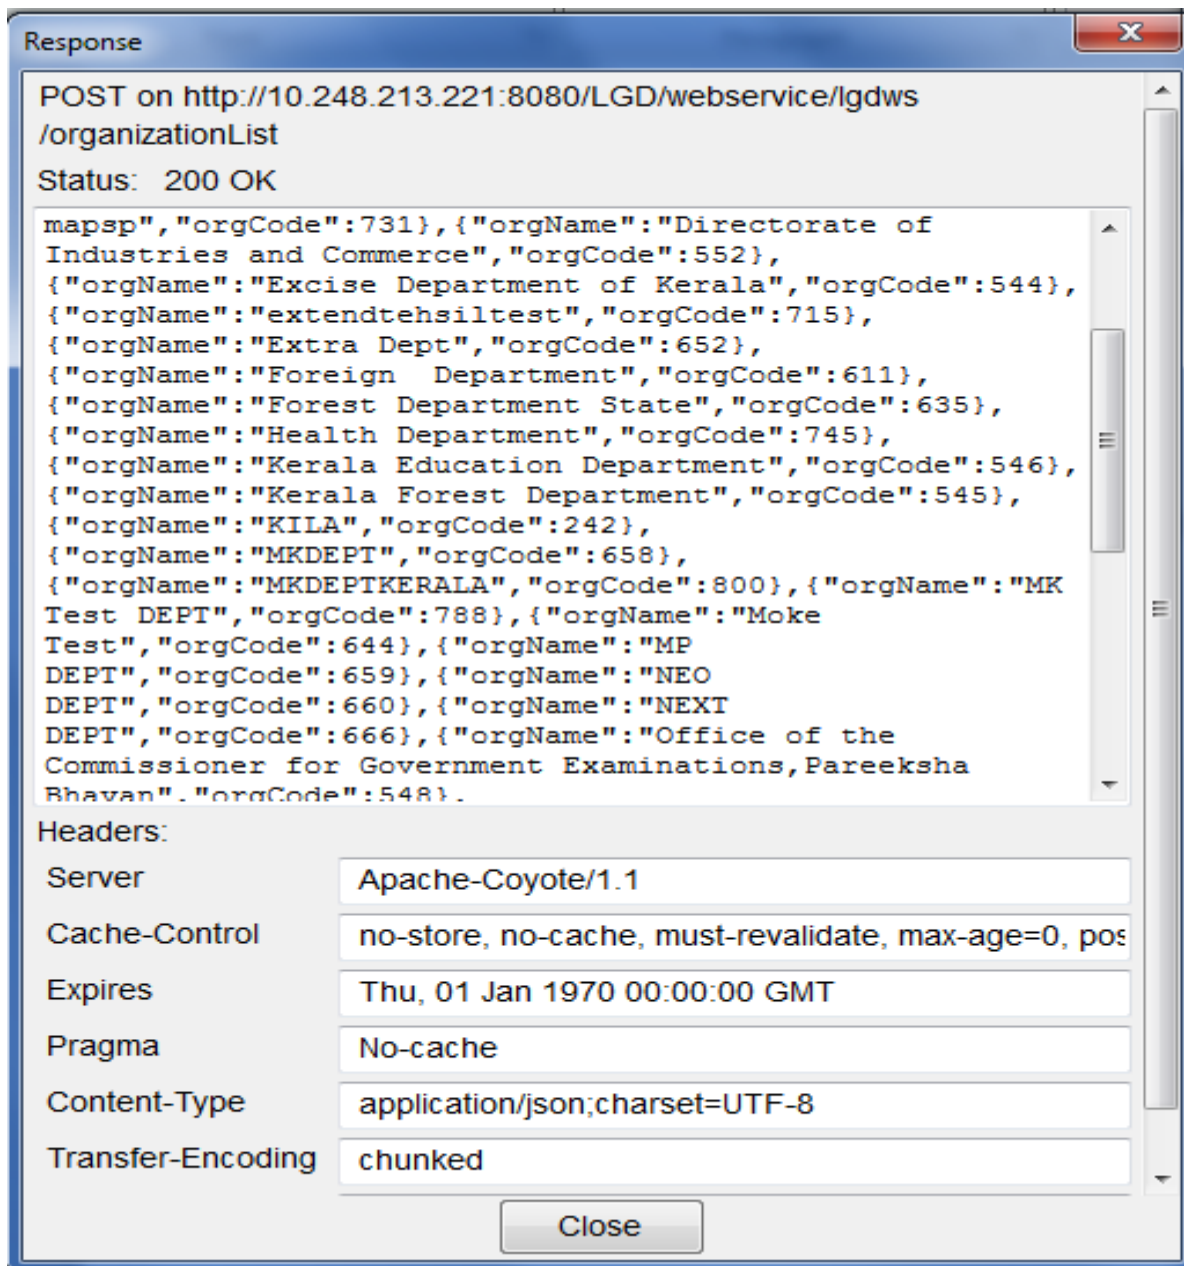 Response
POST on http://10.248.213.221:8080/LGD/webservice/lgdws
/organizationList
Status: 200 OK
mapsp","orgCode":731},{"orgName":"Directorate of
Industries and Commerce","orgCode":552},
{"orgName":"Excise Department of Kerala","orgCode":544},
{"orgName":"extendtehsiltest","orgCode":715},
{"orgName":"Extra Dept","orgCode":652},
{"orgName":"Foreign  Department","orgCode":611},
{"orgName":"Forest Department State","orgCode":635},
{"orgName":"Health Department","orgCode":745},
{"orgName":"Kerala Education Department","orgCode":546},
{"orgName":"Kerala Forest Department","orgCode":545},
{"orgName":"KILA","orgCode":242},
{"orgName":"MKDEPT","orgCode":658},
{"orgName":"MKDEPTKERALA","orgCode":800},{"orgName":"MK
Test DEPT","orgCode":788},{"orgName":"Moke
Test","orgCode":644},{"orgName":"MP
DEPT","orgCode":659},{"orgName":"NEO
DEPT","orgCode":660},{"orgName":"NEXT
DEPT","orgCode":666},{"orgName":"Office of the
Commissioner for Government Examinations,Pareeksha
Bhavan","orgCode":548},
Headers:
Server Apache-Coyote/1.1
Cache-Control no-store, no-cache, must-revalidate, max-age=0, pos
Expires Thu, 01 Jan 1970 00:00:00 GMT
Pragma No-cache
Content-Type application/json;charset=UTF-8
Transfer-Encoding chunked
Close